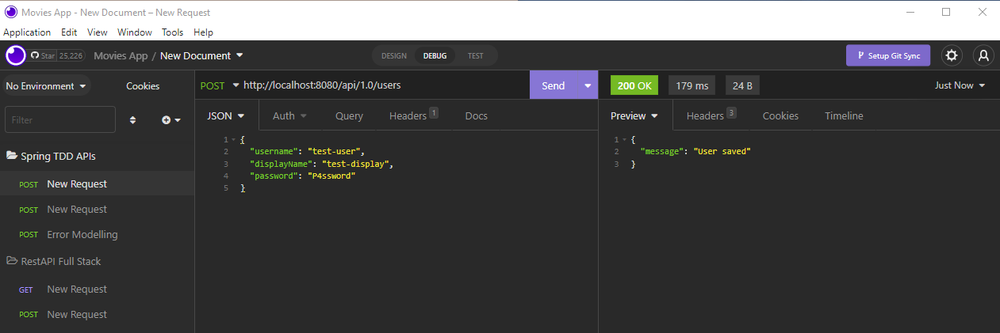 Movies App - New Document – New Request
Application Edit View Window Tools Help
Star 25,226 Movies App / New Document DESIGN DEBUG TEST Setup Git Sync
No Environment Cookies POST http://localhost:8080/api/1.0/users Send 200 OK 179 ms 24 B Just Now
Filter JSON Auth Query Headers 1 Docs Preview Headers 3 Cookies Timeline
Spring TDD APIs
POST New Request
POST New Request
POST Error Modelling
RestAPI Full Stack
GET New Request
POST New Request
1 {
2 "username": "test-user",
3 "displayName": "test-display",
4 "password": "P4ssword"
5 }
1 {
2 "message": "User saved"
3 }